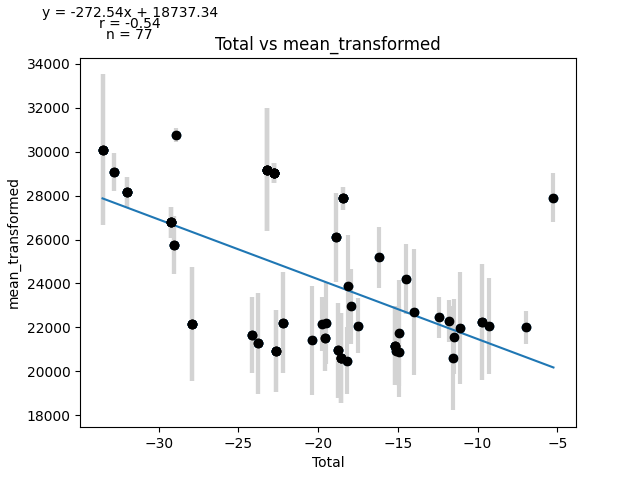 y = -272.54x + 18737.34
r = -0.54
n = 77
Total vs mean_transformed
34000
32000
30000
28000
26000
24000
22000
20000
18000
mean_transformed
−30 −25 −20 −15 −10 −5
Total